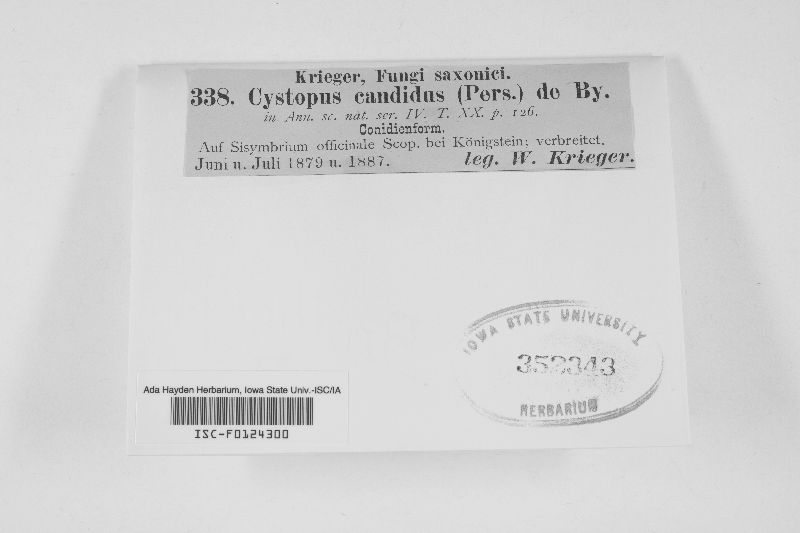 Krieger, Fungi saxonici.
338. Cystopus candidus (Pers.) de By.
in Ann. sc. nat. ser. IV. T. XX. p. 126.
Conidienform.
Auf Sisymbrium officinale Scop. bei Königstein; verbreitet.
Juni u. Juli 1879 u. 1887. leg. W. Krieger.
IOWA STATE UNIVERSITY
352343
HERBARIUM
Ada Hayden Herbarium, Iowa State Univ.-ISC/IA
ISC-F0124300